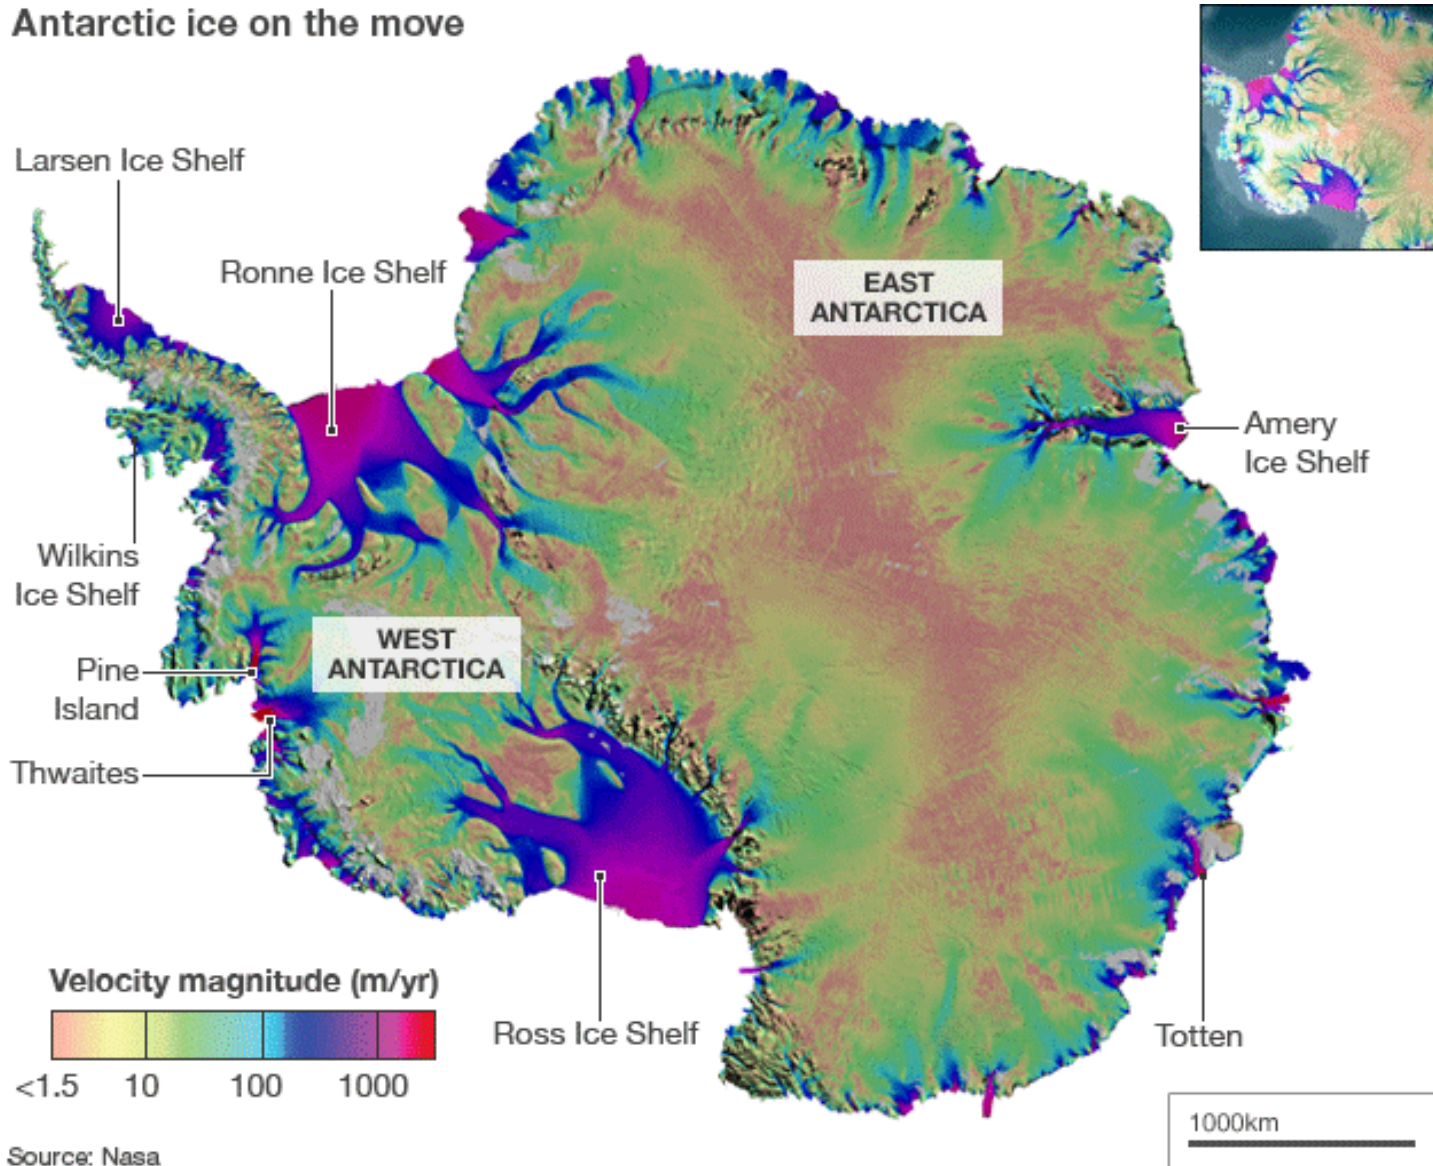 Antarctic ice on the move
Larsen Ice Shelf
Ronne Ice Shelf
EAST
ANTARCTICA
Amery
Ice Shelf
Wilkins
Ice Shelf
WEST
ANTARCTICA
Pine
Island
Thwaites
Velocity magnitude (m/yr)
<1.5 10 100 1000
Ross Ice Shelf
Totten
1000km
Source: Nasa